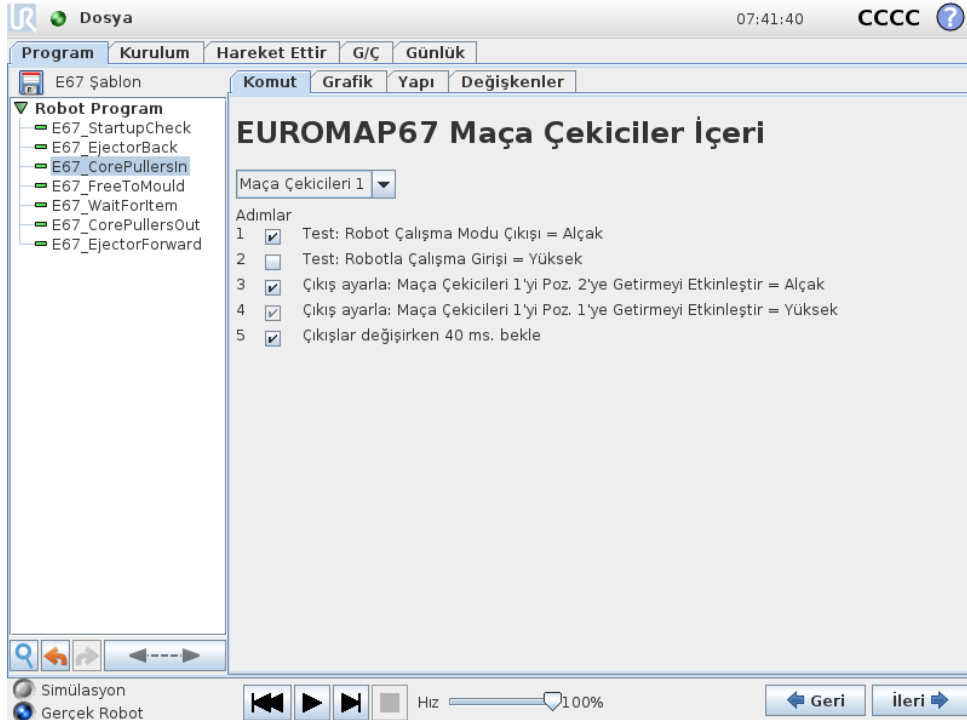 UR Dosya 07:41:40 CCCC ?
Program Kurulum Hareket Ettir G/Ç Günlük
E67 Şablon
Komut Grafik Yapı Değişkenler
Robot Program
E67_StartupCheck
E67_EjectorBack
E67_CorePullersIn
E67_FreeToMould
E67_WaitForItem
E67_CorePullersOut
E67_EjectorForward
EUROMAP67 Maça Çekiciler İçeri
Maça Çekicileri 1
Adımlar
1 Test: Robot Çalışma Modu Çıkışı = Alçak
2 Test: Robotla Çalışma Girişi = Yüksek
3 Çıkış ayarla: Maça Çekicileri 1'yi Poz. 2'ye Getirmeyi Etkinleştir = Alçak
4 Çıkış ayarla: Maça Çekicileri 1'yi Poz. 1'ye Getirmeyi Etkinleştir = Yüksek
5 Çıkışlar değişirken 40 ms. bekle
Simülasyon
Gerçek Robot
Hız 100%
Geri İleri